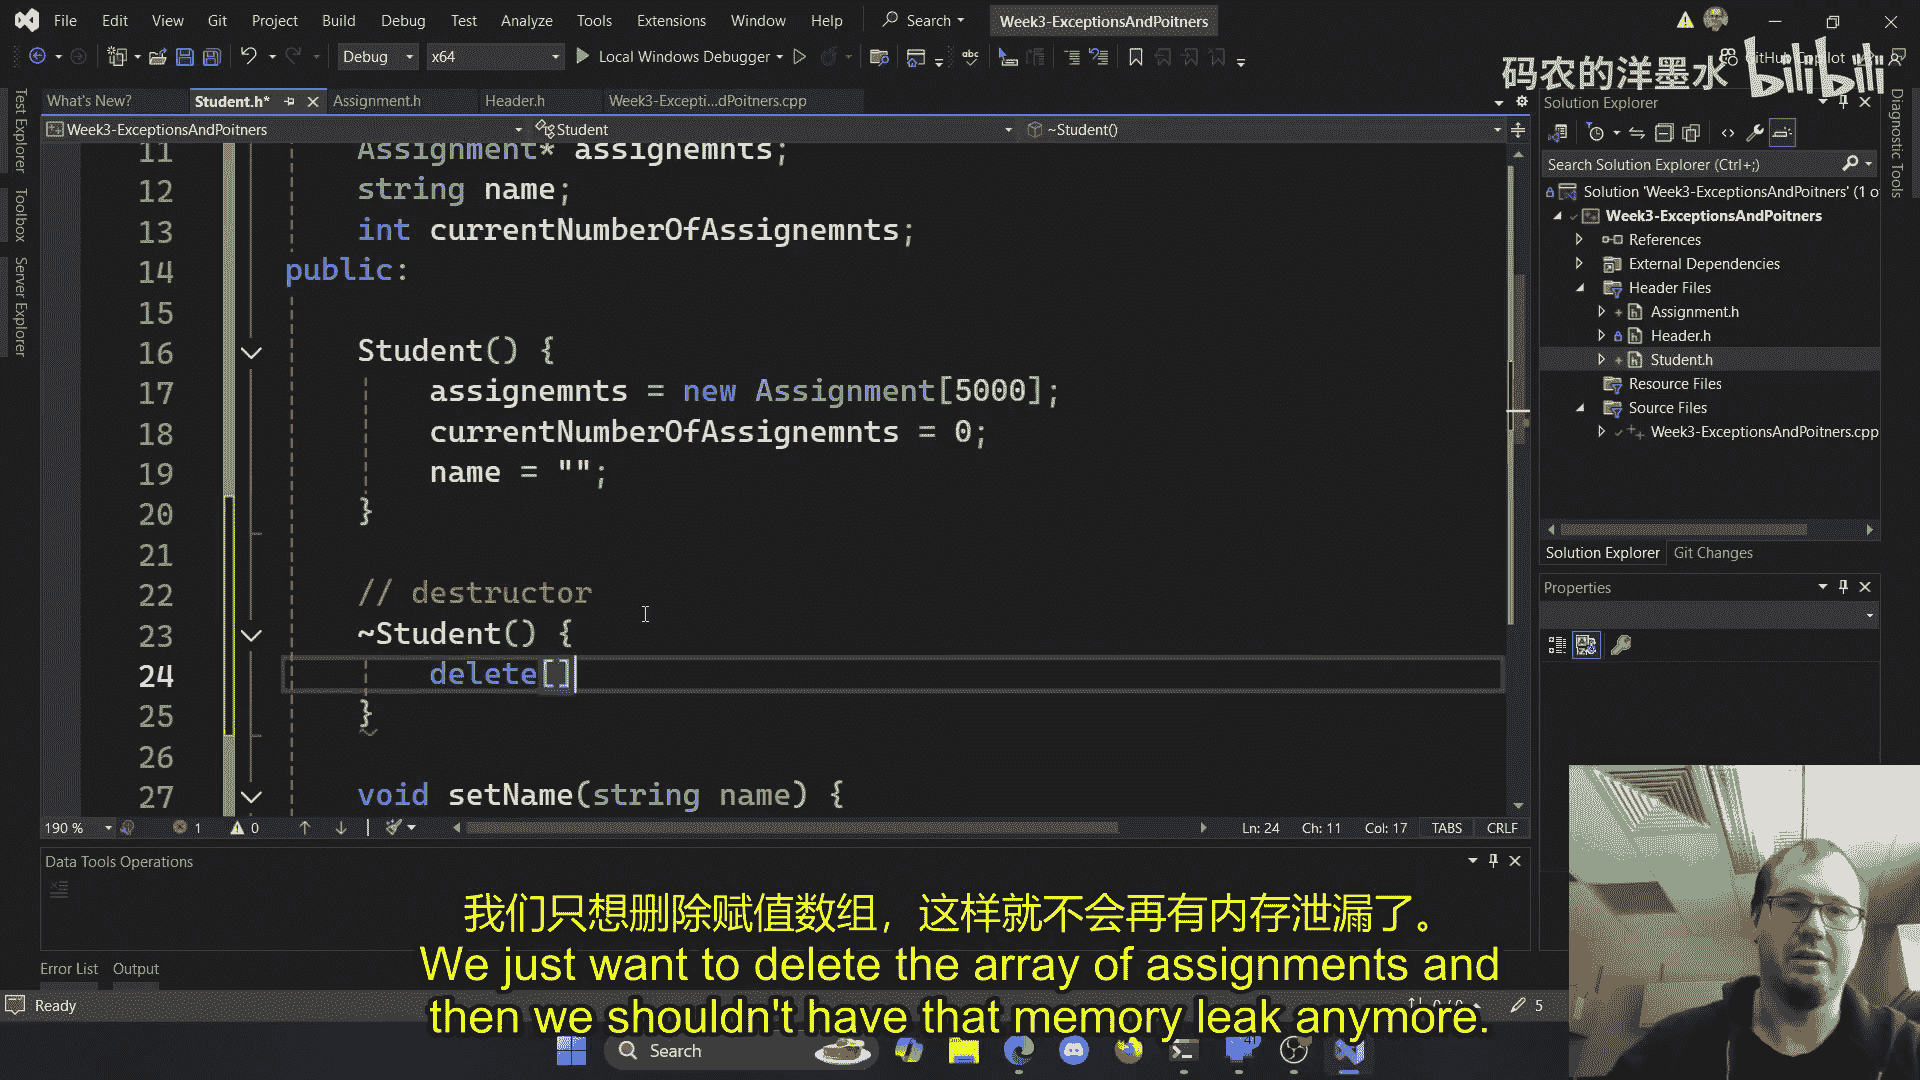 File Edit View Git Project Build Debug Test Analyze Tools Extensions Window Help Search Week3-ExceptionsAndPoitners
Debug x64 Local Windows Debugger
码农的洋墨水 bilibili
What's New? Student.h* Assignment.h Header.h Week3-Excepti...dPoitners.cpp
Week3-ExceptionsAndPoitners Student ~Student()
Test Explorer
Toolbox
Server Explorer
11 Assignment* assignemnts;
12 string name;
13 int currentNumberOfAssignemnts;
14 public:
15
16 Student() {
17 assignemnts = new Assignment[5000];
18 currentNumberOfAssignemnts = 0;
19 name = "";
20 }
21
22 // destructor
23 ~Student() {
24 delete[]
25 }
26
27 void setName(string name) {
190 % 1 0 Ln: 24 Ch: 11 Col: 17 TABS CRLF
Solution Explorer
Search Solution Explorer (Ctrl+;)
Solution 'Week3-ExceptionsAndPoitners' (1 o
Week3-ExceptionsAndPoitners
References
External Dependencies
Header Files
Assignment.h
Header.h
Student.h
Resource Files
Source Files
Week3-ExceptionsAndPoitners.cpp
Solution Explorer Git Changes
Properties
Diagnostic Tools
Data Tools Operations
我们只想删除赋值数组，这样就不会再有内存泄漏了。
We just want to delete the array of assignments and
then we shouldn't have that memory leak anymore.
Error List Output
Ready
5
Search